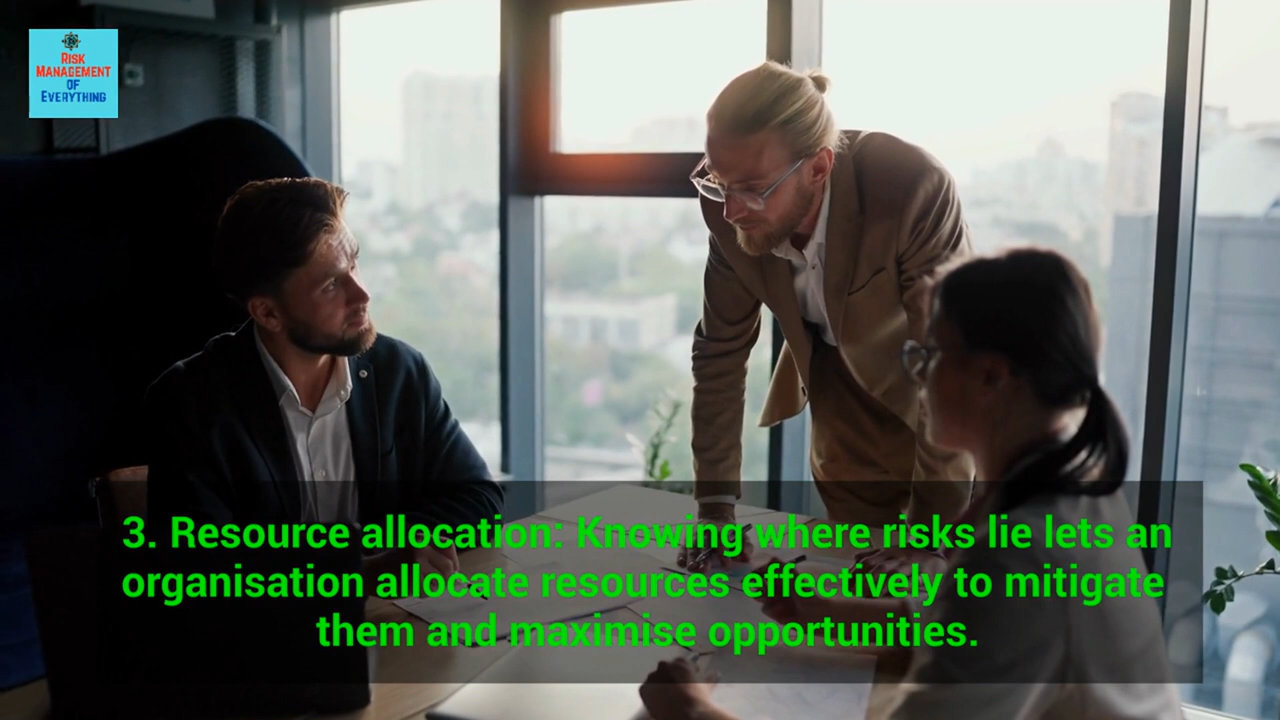 Risk
Management
of
Everything
3. Resource allocation: Knowing where risks lie lets an
organisation allocate resources effectively to mitigate
them and maximise opportunities.